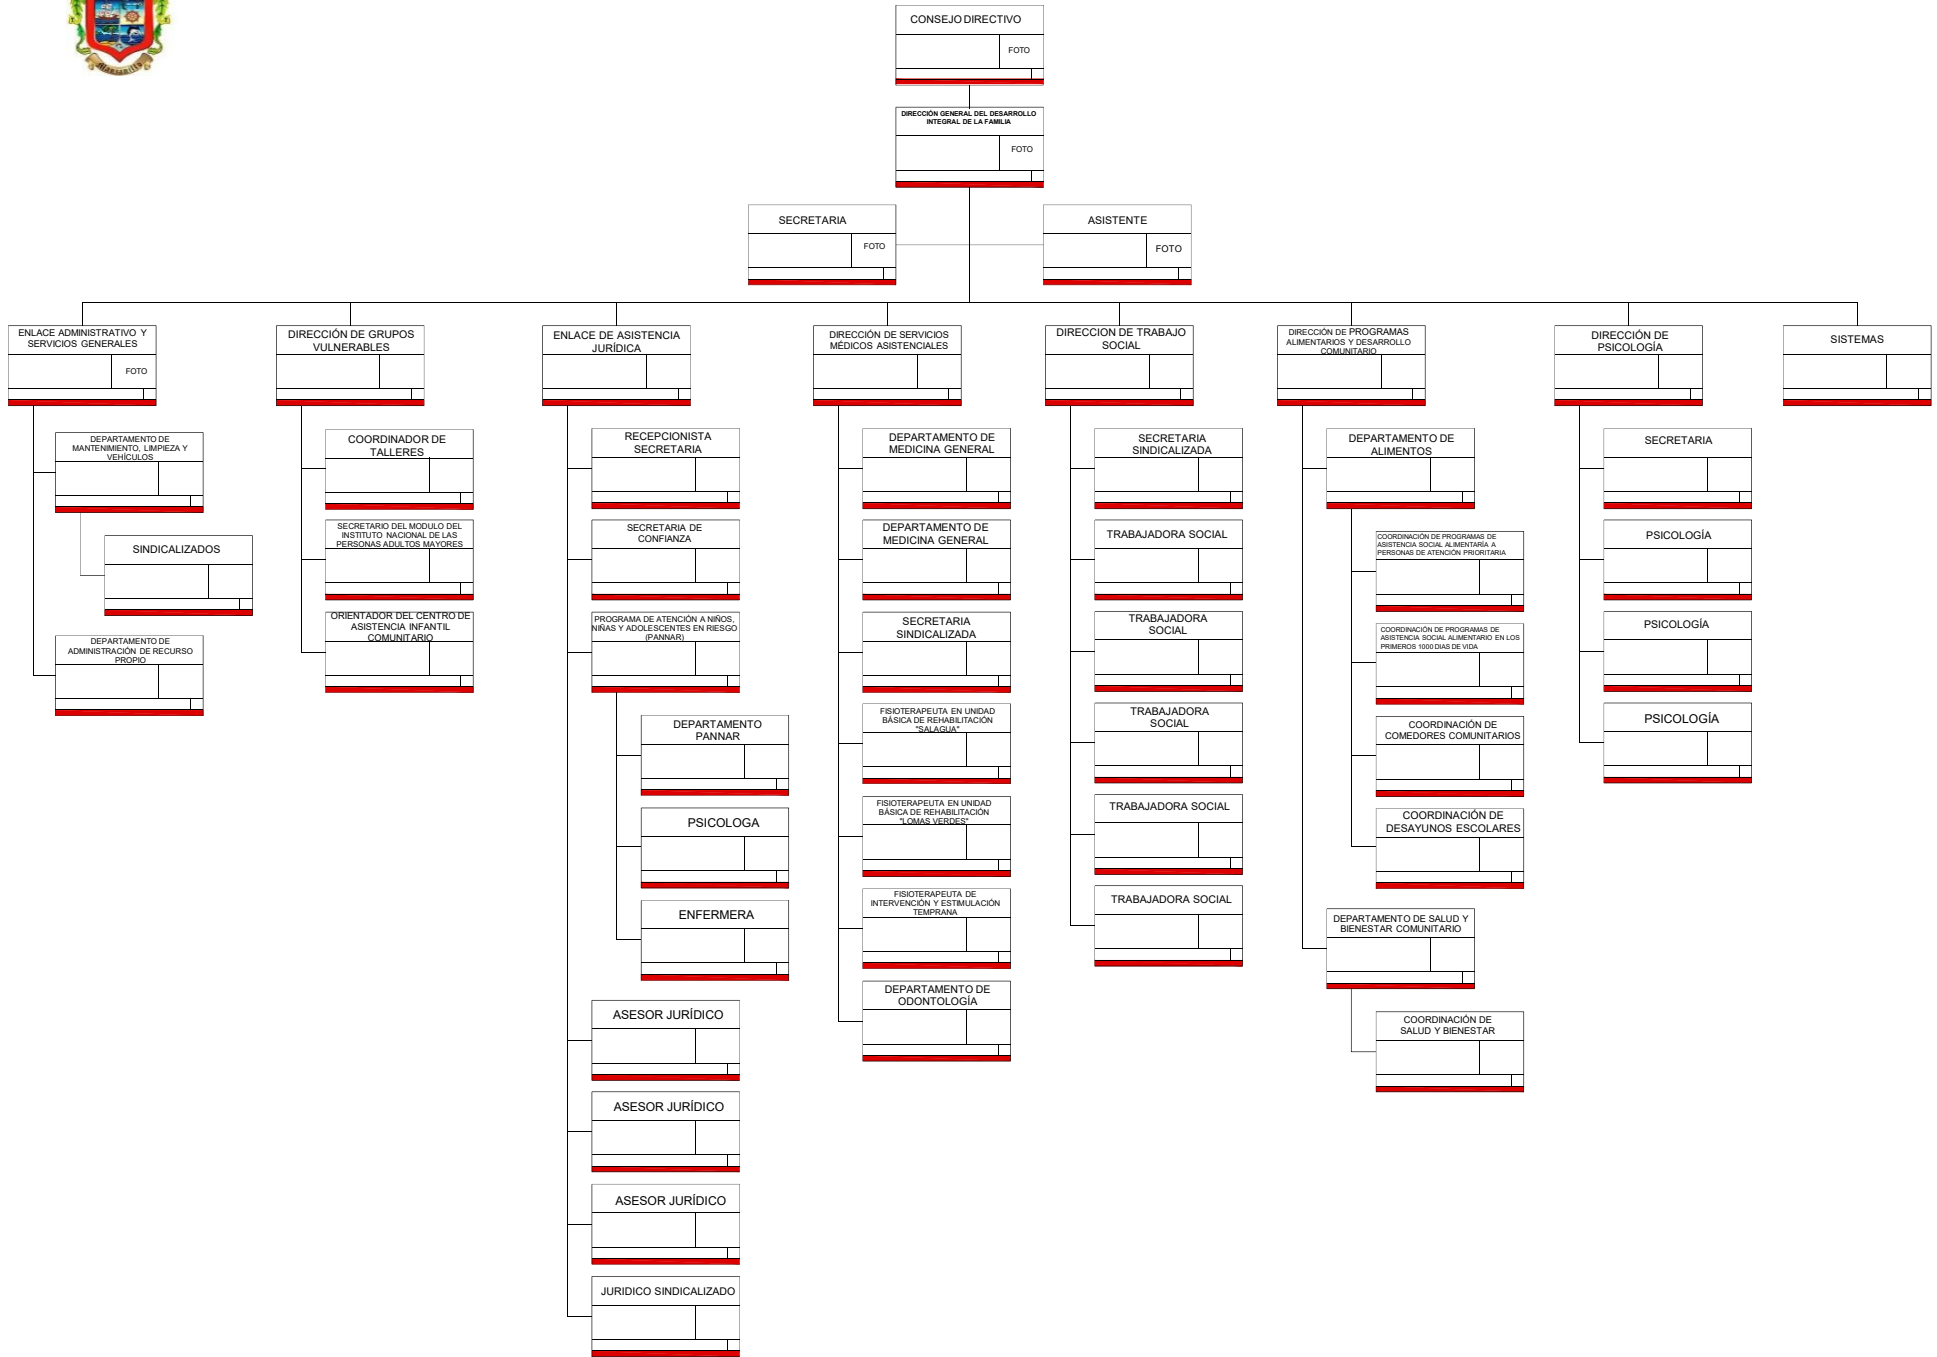 Manzanillo
CONSEJO DIRECTIVO
FOTO
DIRECCIÓN GENERAL DEL DESARROLLO
INTEGRAL DE LA FAMILIA
FOTO
SECRETARIA
FOTO
ASISTENTE
FOTO
ENLACE ADMINISTRATIVO Y
SERVICIOS GENERALES
FOTO
DEPARTAMENTO DE
MANTENIMIENTO, LIMPIEZA Y
VEHÍCULOS
SINDICALIZADOS
DEPARTAMENTO DE
ADMINISTRACIÓN DE RECURSO
PROPIO
DIRECCIÓN DE GRUPOS
VULNERABLES
COORDINADOR DE
TALLERES
SECRETARIO DEL MODULO DEL
INSTITUTO NACIONAL DE LAS
PERSONAS ADULTOS MAYORES
ORIENTADOR DEL CENTRO DE
ASISTENCIA INFANTIL
COMUNITARIO
ENLACE DE ASISTENCIA
JURÍDICA
RECEPCIONISTA
SECRETARIA
SECRETARIA DE
CONFIANZA
PROGRAMA DE ATENCIÓN A NIÑOS,
NIÑAS Y ADOLESCENTES EN RIESGO
(PANNAR)
DEPARTAMENTO
PANNAR
PSICOLOGA
ENFERMERA
ASESOR JURÍDICO
ASESOR JURÍDICO
ASESOR JURÍDICO
JURIDICO SINDICALIZADO
DIRECCIÓN DE SERVICIOS
MÉDICOS ASISTENCIALES
DEPARTAMENTO DE
MEDICINA GENERAL
DEPARTAMENTO DE
MEDICINA GENERAL
SECRETARIA
SINDICALIZADA
FISIOTERAPEUTA EN UNIDAD
BÁSICA DE REHABILITACIÓN
"SALAGUA"
FISIOTERAPEUTA EN UNIDAD
BÁSICA DE REHABILITACIÓN
"LOMAS VERDES"
FISIOTERAPEUTA DE
INTERVENCIÓN Y ESTIMULACIÓN
TEMPRANA
DEPARTAMENTO DE
ODONTOLOGÍA
DIRECCION DE TRABAJO
SOCIAL
SECRETARIA
SINDICALIZADA
TRABAJADORA SOCIAL
TRABAJADORA
SOCIAL
TRABAJADORA
SOCIAL
TRABAJADORA SOCIAL
TRABAJADORA SOCIAL
DIRECCIÓN DE PROGRAMAS
ALIMENTARIOS Y DESARROLLO
COMUNITARIO
DEPARTAMENTO DE
ALIMENTOS
COORDINACIÓN DE PROGRAMAS DE
ASISTENCIA SOCIAL ALIMENTARÍA A
PERSONAS DE ATENCIÓN PRIORITARIA
COORDINACIÓN DE PROGRAMAS DE
ASISTENCIA SOCIAL ALIMENTARIO EN LOS
PRIMEROS 1000 DIAS DE VIDA
COORDINACIÓN DE
COMEDORES COMUNITARIOS
COORDINACIÓN DE
DESAYUNOS ESCOLARES
DEPARTAMENTO DE SALUD Y
BIENESTAR COMUNITARIO
COORDINACIÓN DE
SALUD Y BIENESTAR
DIRECCIÓN DE
PSICOLOGÍA
SECRETARIA
PSICOLOGÍA
PSICOLOGÍA
PSICOLOGÍA
SISTEMAS